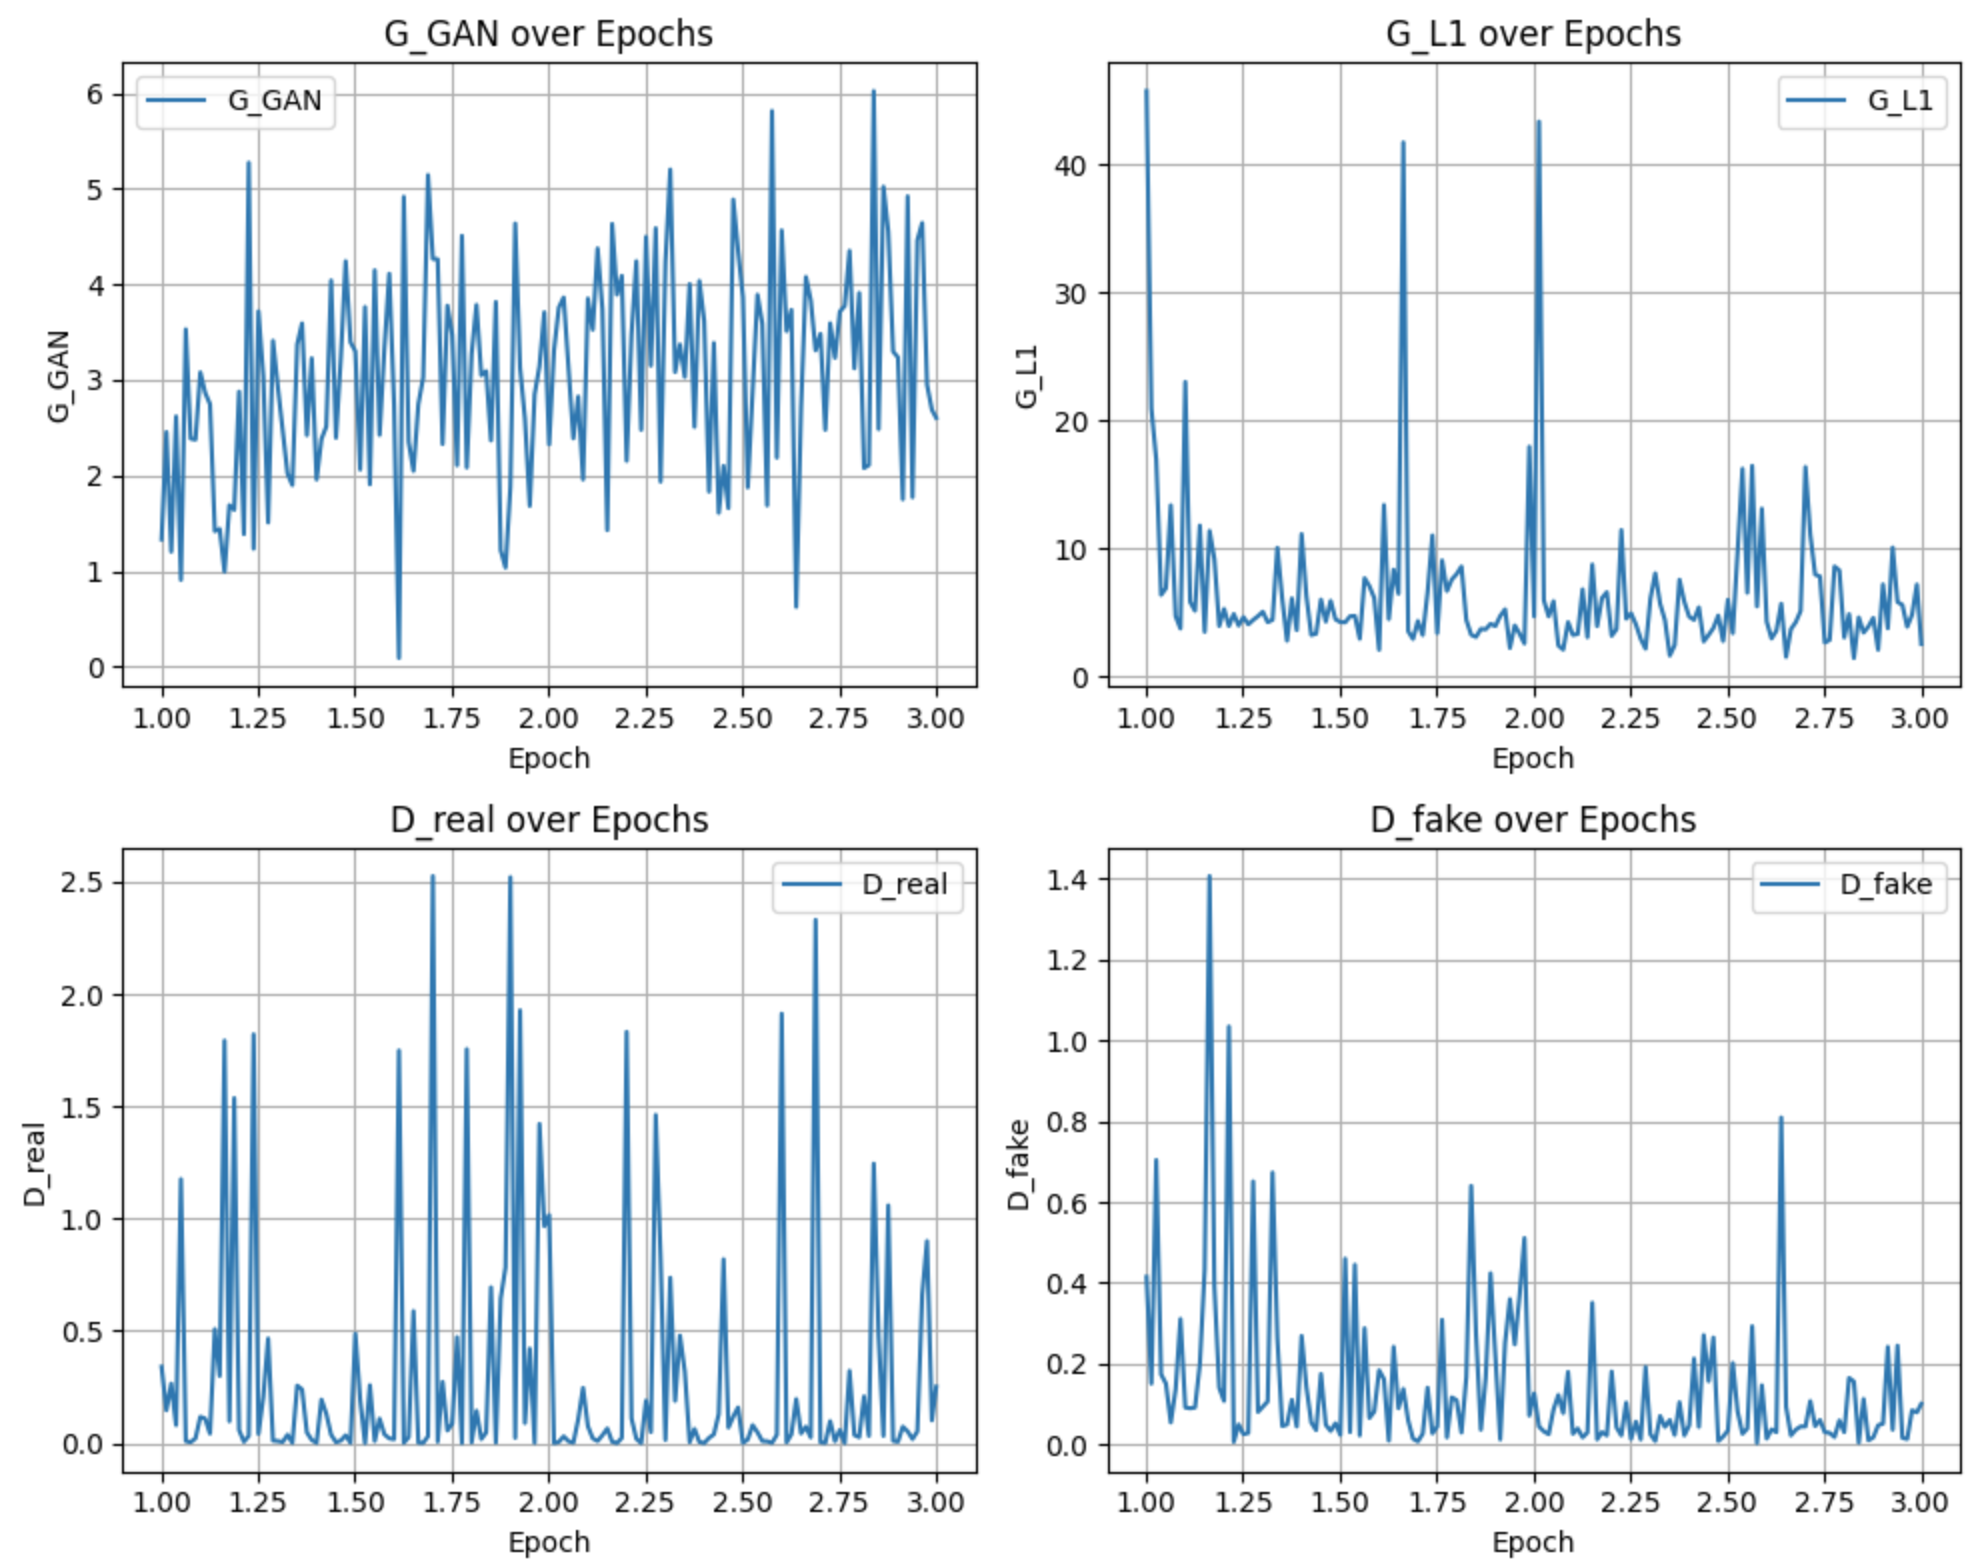 G_GAN over Epochs
G_GAN
6
5
4
3
2
1
0
G_GAN
1.00 1.25 1.50 1.75 2.00 2.25 2.50 2.75 3.00
Epoch
G_L1 over Epochs
G_L1
40
30
20
10
0
G_L1
1.00 1.25 1.50 1.75 2.00 2.25 2.50 2.75 3.00
Epoch
D_real over Epochs
D_real
2.5
2.0
1.5
1.0
0.5
0.0
D_real
1.00 1.25 1.50 1.75 2.00 2.25 2.50 2.75 3.00
Epoch
D_fake over Epochs
D_fake
1.4
1.2
1.0
0.8
0.6
0.4
0.2
0.0
D_fake
1.00 1.25 1.50 1.75 2.00 2.25 2.50 2.75 3.00
Epoch